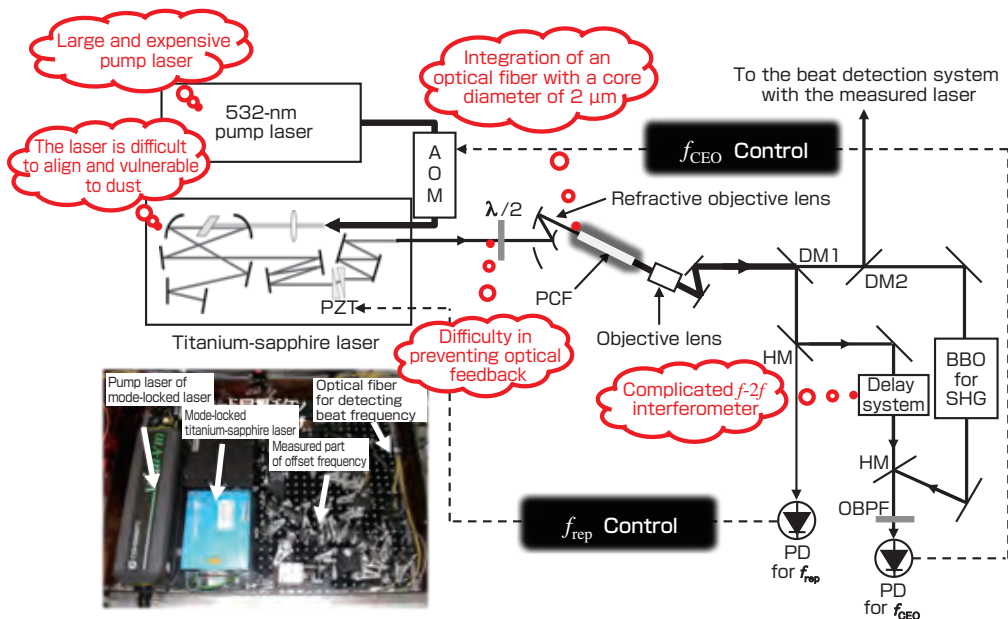 Large and expensive
pump laser
532-nm
pump laser
The laser is difficult
to align and vulnerable
to dust
A
O
M
Integration of an
optical fiber with a core
diameter of 2 µm
To the beat detection system
with the measured laser
fCEO Control
λ/2
Refractive objective lens
PCF
Objective lens
DM1
DM2
PZT
Titanium-sapphire laser
Difficulty in
preventing optical
feedback
HM
Complicated f-2f
interferometer
Delay
system
BBO
for
SHG
HM
OBPF
Pump laser of
mode-locked laser
Mode-locked
titanium-sapphire laser
Optical fiber
for detecting
beat frequency
Measured part
of offset frequency
frep Control
PD
for frep
PD
for fCEO